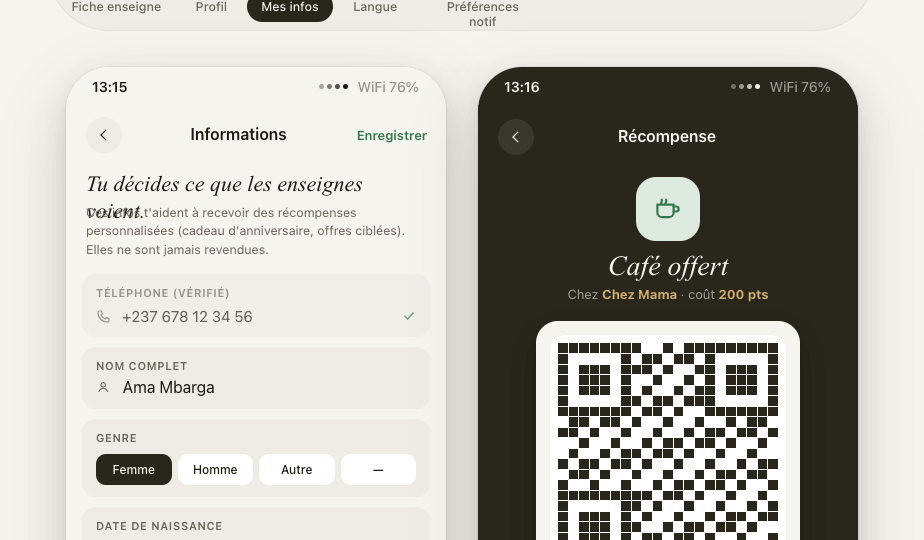 Fiche enseigne
Profil
Mes infos
Langue
Préférences
notif
13:15
WiFi 76%
Informations
Enregistrer
Tu décides ce que les enseignes
voient.
t'aident à recevoir des récompenses
personnalisées (cadeau d'anniversaire, offres ciblées).
Elles ne sont jamais revendues.
TÉLÉPHONE (VÉRIFIÉ)
+237 678 12 34 56
NOM COMPLET
Ama Mbarga
GENRE
Femme
Homme
Autre
—
DATE DE NAISSANCE
13:16
WiFi 76%
Récompense
Café offert
Chez Chez Mama · coût 200 pts